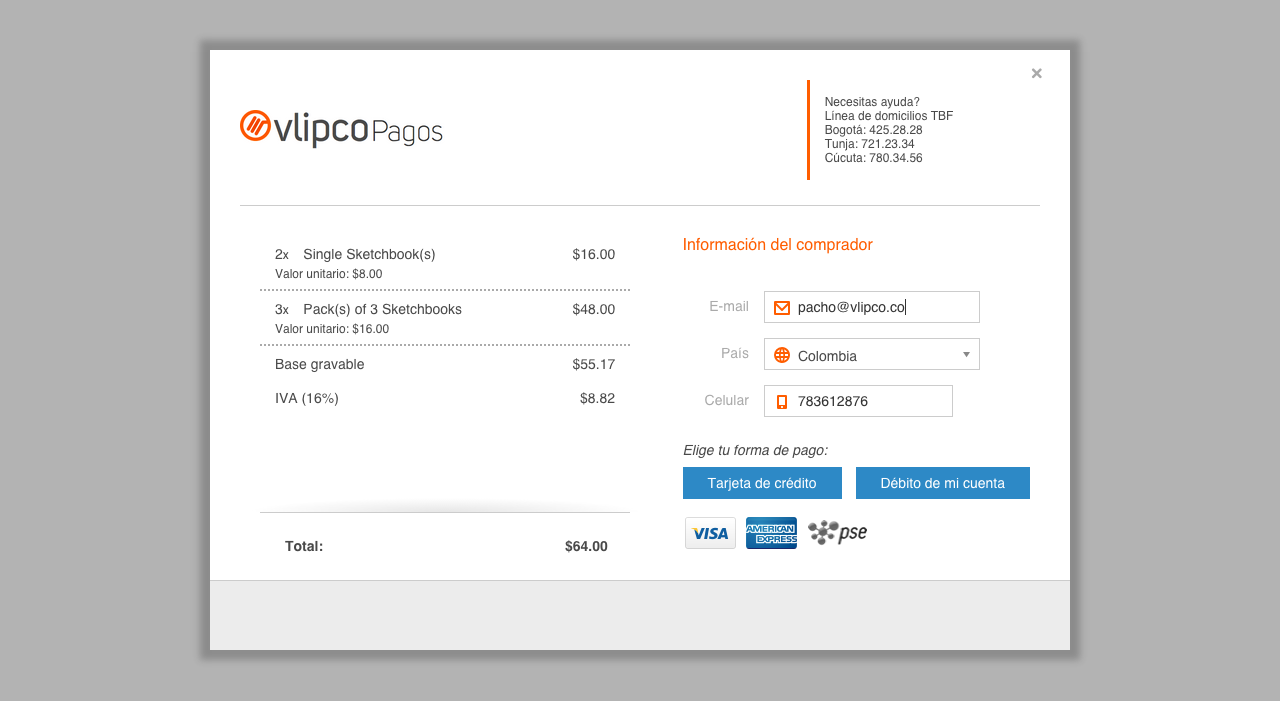 ×
vlipco Pagos
Necesitas ayuda?
Línea de domicilios TBF
Bogotá: 425.28.28
Tunja: 721.23.34
Cúcuta: 780.34.56
2x Single Sketchbook(s) $16.00
Valor unitario: $8.00
3x Pack(s) of 3 Sketchbooks $48.00
Valor unitario: $16.00
Base gravable $55.17
IVA (16%) $8.82
Total: $64.00
Información del comprador
E-mail pacho@vlipco.co
País Colombia
Celular 783612876
Elige tu forma de pago:
Tarjeta de crédito Débito de mi cuenta
VISA AMERICAN EXPRESS pse